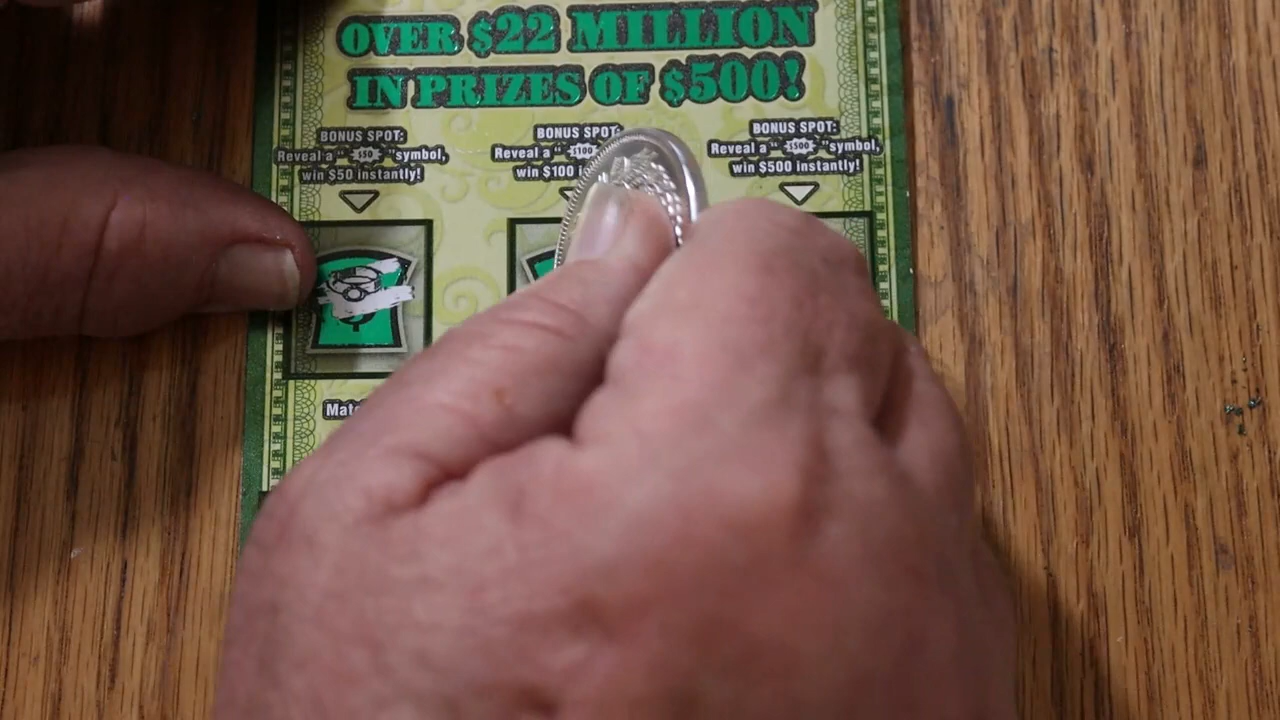 OVER $22 MILLION
IN PRIZES OF $500!
BONUS SPOT:
Reveal a "$50" symbol,
win $50 instantly!
BONUS SPOT:
Reveal a "$100
win $100
BONUS SPOT:
Reveal a "$500" symbol,
win $500 instantly!